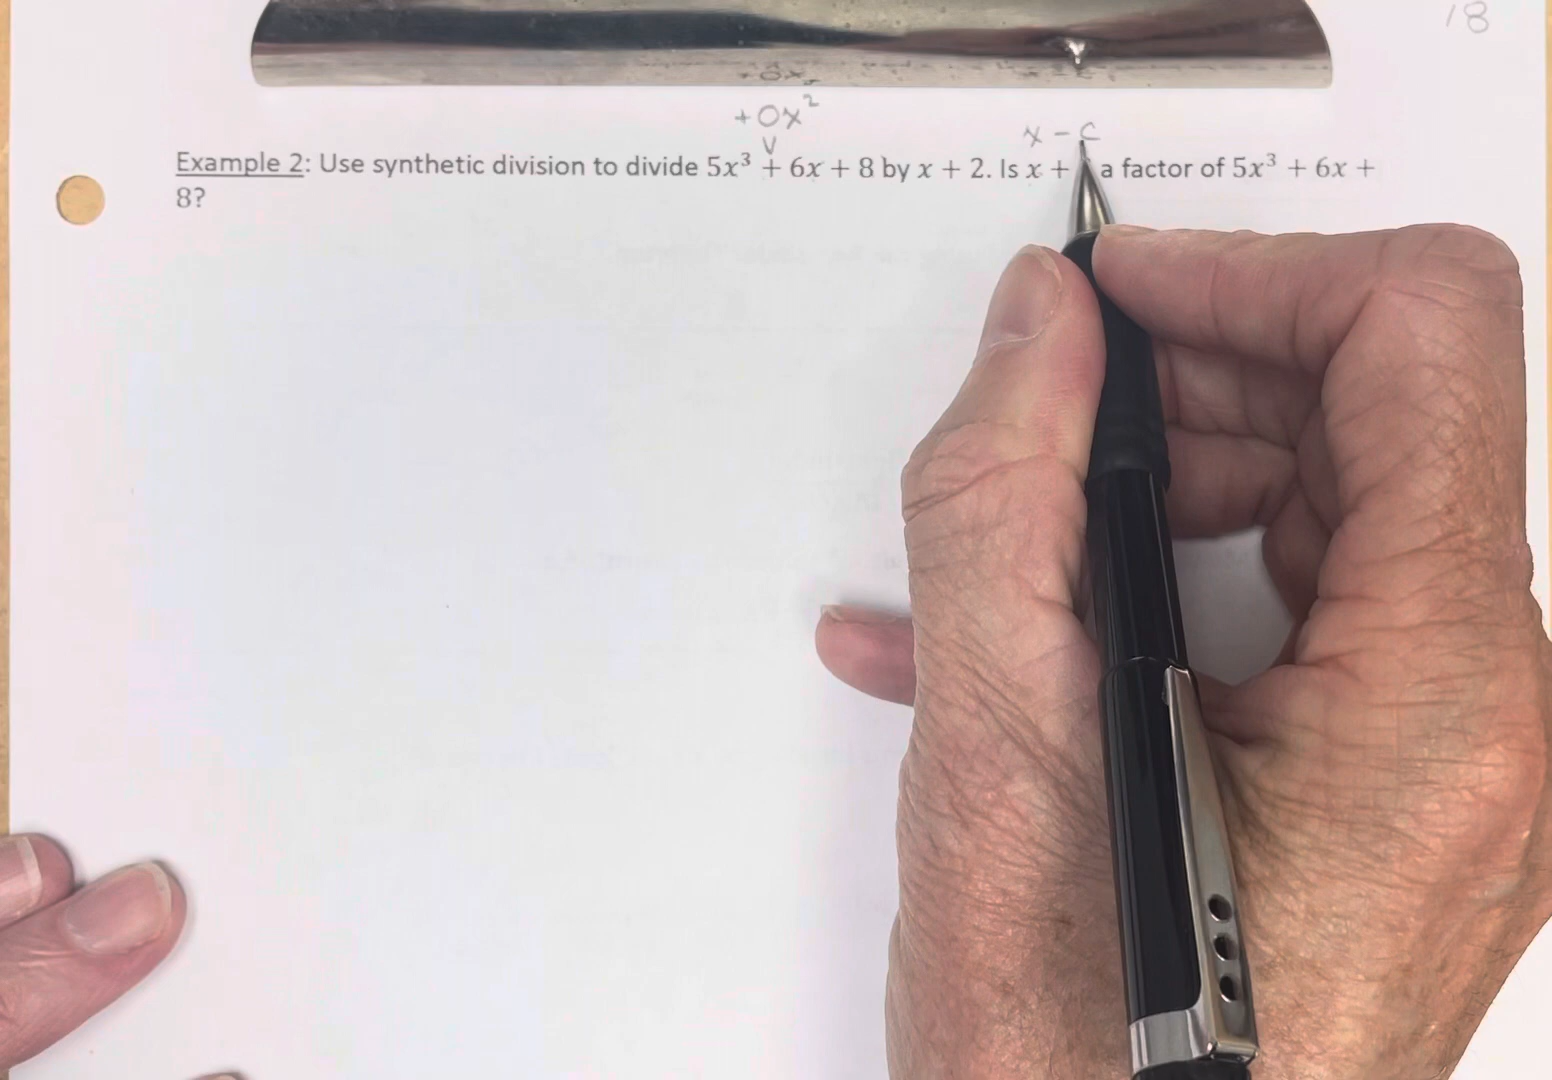 18
+0x²
x - c
v
Example 2: Use synthetic division to divide 5x³ + 6x + 8 by x + 2. Is x + a factor of 5x³ + 6x +
8?